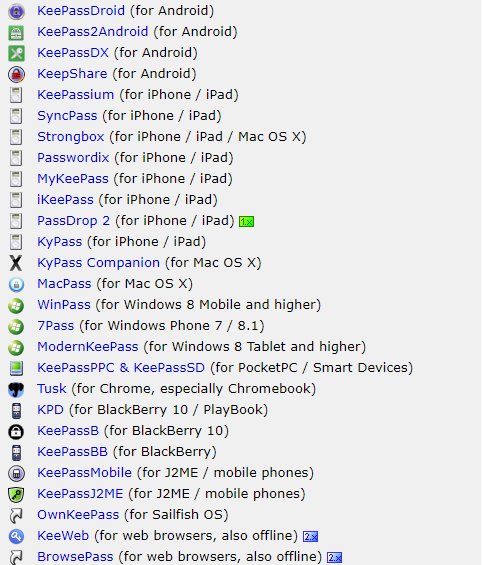 KeePassDroid (for Android)
KeePass2Android (for Android)
KeePassDX (for Android)
KeepShare (for Android)
KeePassium (for iPhone / iPad)
SyncPass (for iPhone / iPad)
Strongbox (for iPhone / iPad / Mac OS X)
Passwordix (for iPhone / iPad)
MyKeePass (for iPhone / iPad)
iKeePass (for iPhone / iPad)
PassDrop 2 (for iPhone / iPad) 1.x
KyPass (for iPhone / iPad)
KyPass Companion (for Mac OS X)
MacPass (for Mac OS X)
WinPass (for Windows 8 Mobile and higher)
7Pass (for Windows Phone 7 / 8.1)
ModernKeePass (for Windows 8 Tablet and higher)
KeePassPPC & KeePassSD (for PocketPC / Smart Devices)
Tusk (for Chrome, especially Chromebook)
KPD (for BlackBerry 10 / PlayBook)
KeePassB (for BlackBerry 10)
KeePassBB (for BlackBerry)
KeePassMobile (for J2ME / mobile phones)
KeePassJ2ME (for J2ME / mobile phones)
OwnKeePass (for Sailfish OS)
KeeWeb (for web browsers, also offline) 2.x
BrowsePass (for web browsers, also offline) 2.x